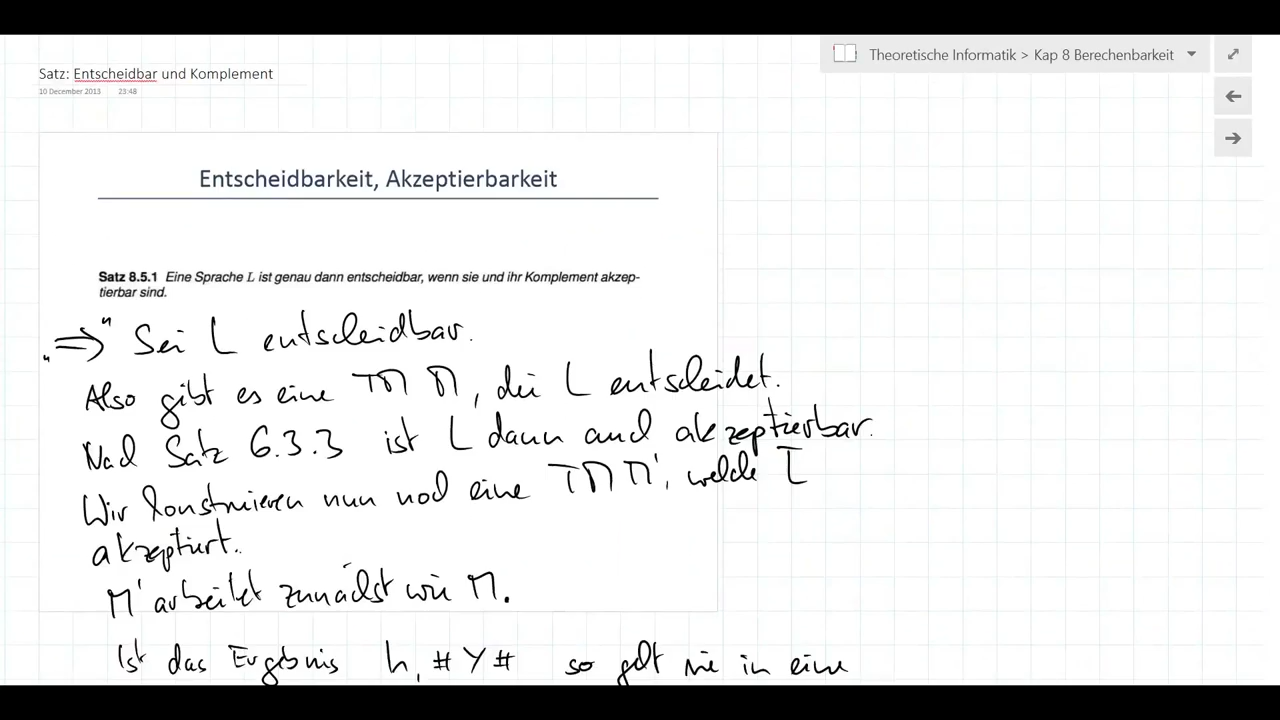 Theoretische Informatik > Kap 8 Berechenbarkeit
Satz: Entscheidbar und Komplement
10 December 2013 23:48
Entscheidbarkeit, Akzeptierbarkeit
Satz 8.5.1 Eine Sprache L ist genau dann entscheidbar, wenn sie und ihr Komplement akzep-
tierbar sind.
„⇒" Sei L entscheidbar.
Also gibt es eine TM M, die L entscheidet.
Nach Satz 6.3.3 ist L dann auch akzeptierbar.
Wir konstruieren nun noch eine TM M', welche L̅
akzeptiert.
M' arbeitet zunächst wie M.
Ist das Ergebnis h, # Y # so geht sie in eine